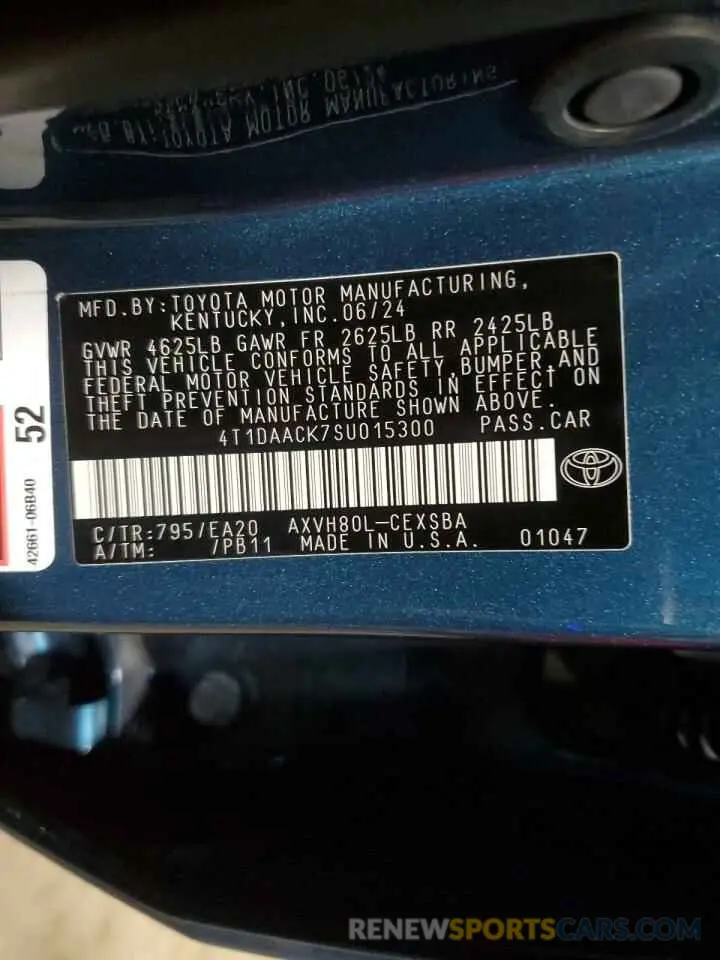 MFD.BY:TOYOTA MOTOR MANUFACTURING,
KENTUCKY,INC.06/24
GVWR 4625LB GAWR FR 2625LB RR 2425LB
THIS VEHICLE CONFORMS TO ALL APPLICABLE
FEDERAL MOTOR VEHICLE SAFETY,BUMPER,AND
THEFT PREVENTION STANDARDS IN EFFECT ON
THE DATE OF MANUFACTURE SHOWN ABOVE.
4T1DAACK7SU015300 PASS.CAR
C/TR:795/EA20 AXVH80L-CEXSBA
A/TM: /PB11 MADE IN U.S.A. 01047
52
42661-06B40
RENEWSPORTSCARS.COM